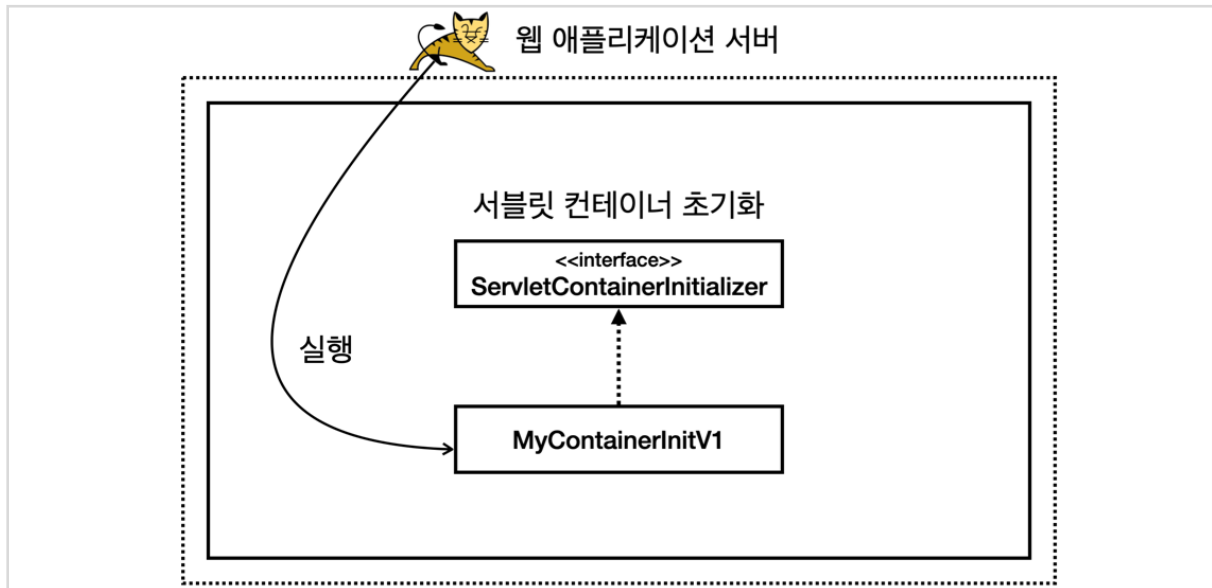 웹 애플리케이션 서버
서블릿 컨테이너 초기화
<<interface>>
ServletContainerInitializer
실행
MyContainerInitV1